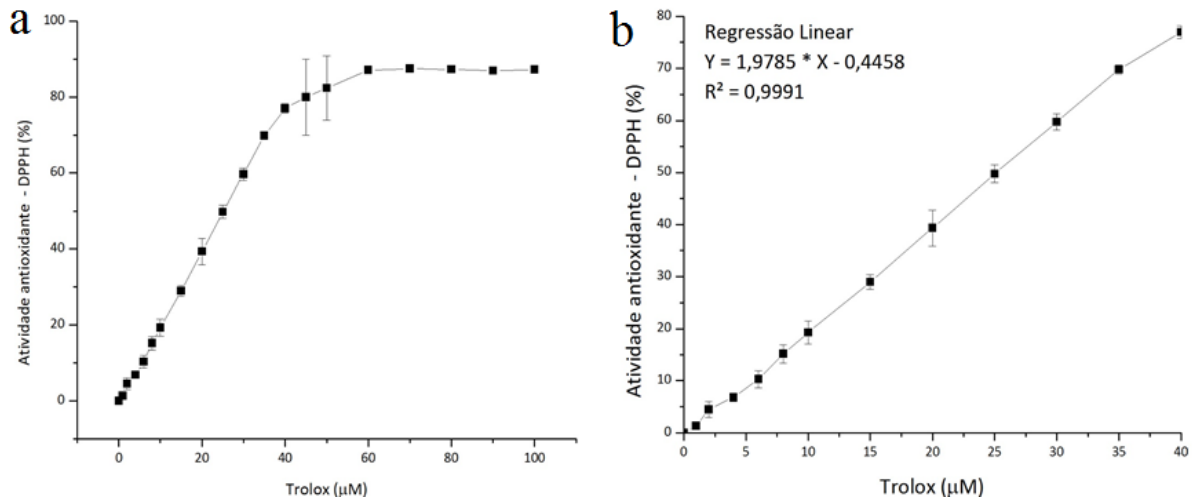 a
100
80
60
40
20
0
Atividade antioxidante - DPPH (%)
0 20 40 60 80 100
Trolox (µM)
b
80
70
60
50
40
30
20
10
0
Atividade antioxidante - DPPH (%)
Regressão Linear
Y = 1,9785 * X - 0,4458
R² = 0,9991
0 5 10 15 20 25 30 35 40
Trolox (µM)